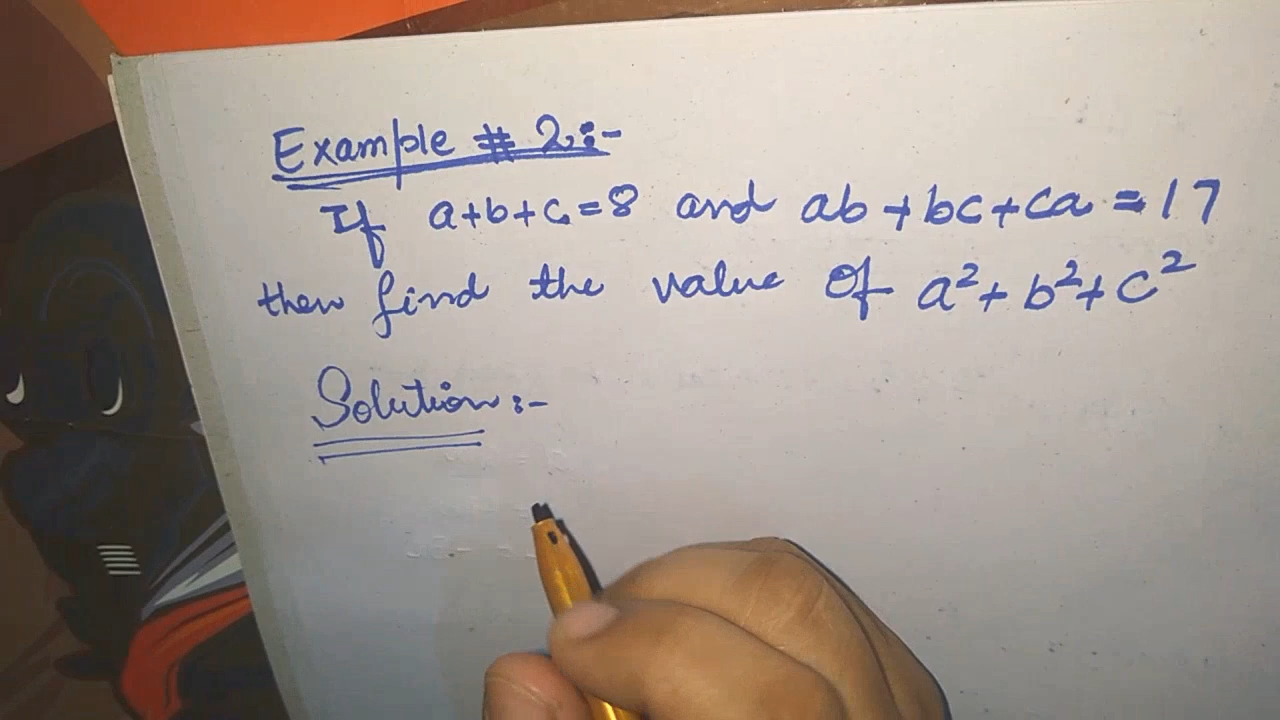 Example # 2:-
If a+b+c=8 and ab+bc+ca=17
then find the value of a²+b²+c²
Solution:-